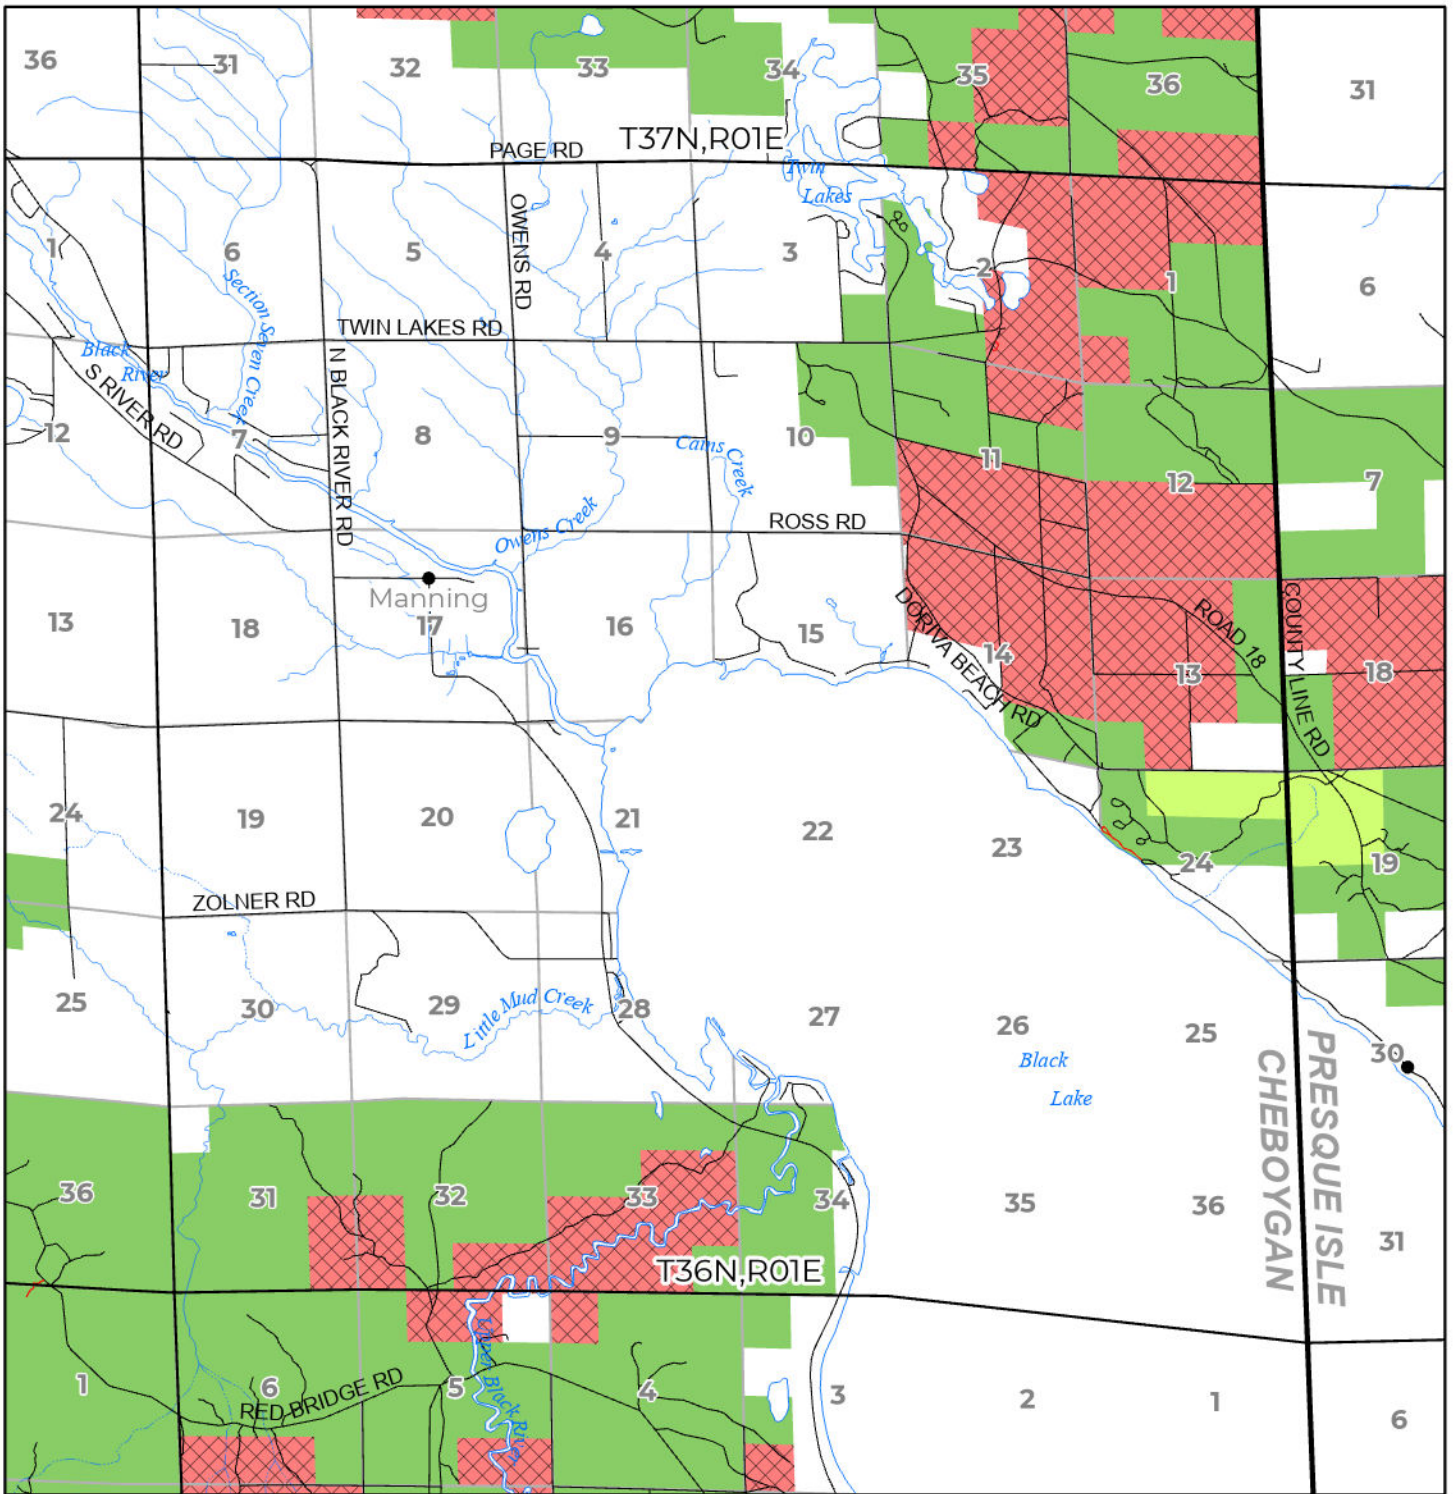 36
31
32
33
34
35
36
31
PAGE RD
T37N,R01E
Twin
Lakes
1
6
5
OWENS RD
4
3
2
1
6
Section Seven Creek
TWIN LAKES RD
Black
River
S RIVER RD
N BLACK RIVER RD
12
7
8
9
Cains Creek
10
11
12
7
Owens Creek
ROSS RD
Manning
13
18
17
16
15
DORIVA BEACH RD
14
13
ROAD 18
COUNTY LINE RD
18
24
19
20
21
22
23
24
19
ZOLNER RD
25
30
29
Little Mud Creek
28
27
26
25
30
Black
Lake
CHEBOYGAN
PRESQUE ISLE
36
31
32
33
34
35
36
31
T36N,R01E
Upper Black River
1
6
RED BRIDGE RD
5
4
3
2
1
6